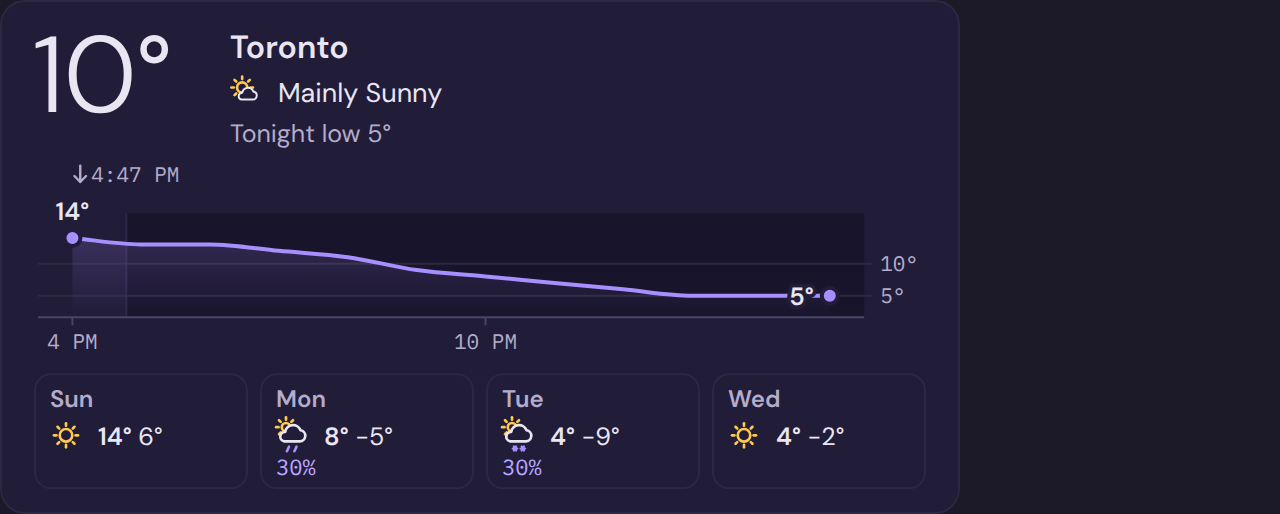 10°
Toronto
Mainly Sunny
Tonight low 5°
↓4:47 PM
14°
10°
5°
5°
4 PM
10 PM
Sun
14° 6°
Mon
8° -5°
30%
Tue
4° -9°
30%
Wed
4° -2°